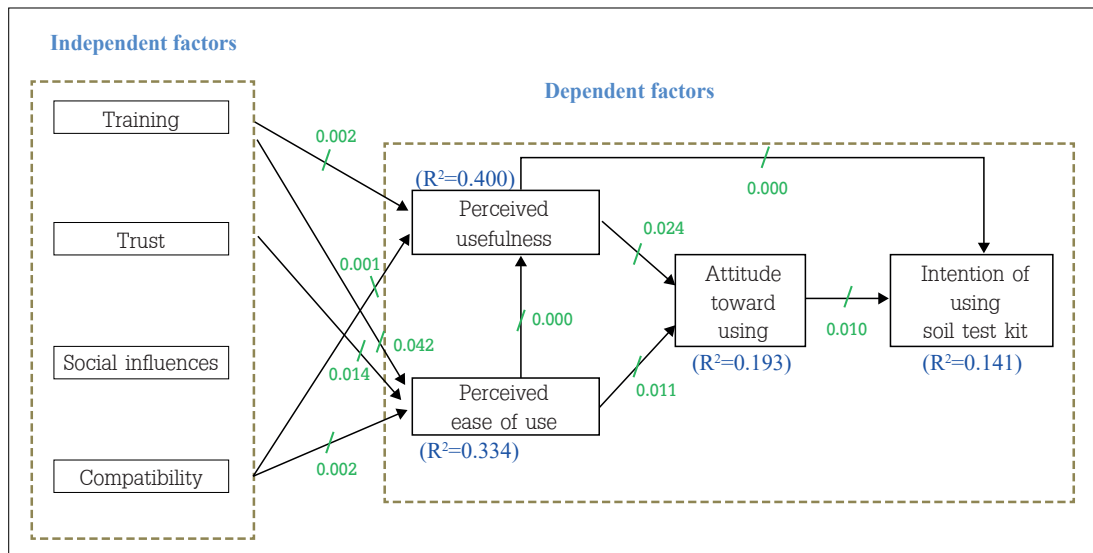 Independent factors
Dependent factors
Training
0.002
(R²=0.400)
0.000
Perceived
usefulness
Trust
0.024
0.001
Attitude
toward
using
Intention of
using
soil test kit
0.000
0.010
Social influences
0.042
0.014
(R²=0.193)
(R²=0.141)
Perceived
ease of use
0.011
(R²=0.334)
Compatibility
0.002